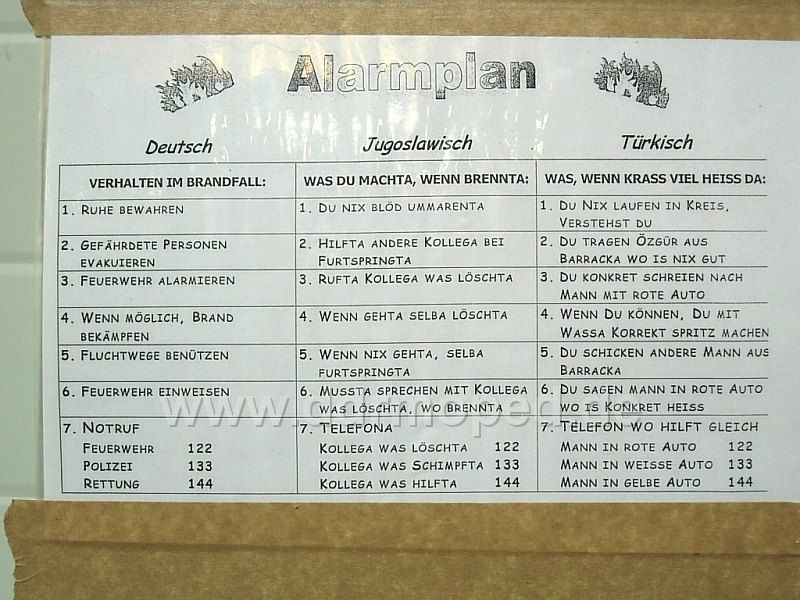 Alarmplan
Deutsch
Jugoslawisch
Türkisch
VERHALTEN IM BRANDFALL:
WAS DU MACHTA, WENN BRENNTA:
WAS, WENN KRASS VIEL HEISS DA:
1. RUHE BEWAHREN
1. DU NIX BLÖD UMMARENTA
1. DU NIX LAUFEN IN KREIS,
VERSTEHST DU
2. GEFÄHRDETE PERSONEN
EVAKUIEREN
2. HILFTA ANDERE KOLLEGA BEI
FURTSPRINGTA
2. DU TRAGEN ÖZGÜR AUS
BARRACKA WO IS NIX GUT
3. FEUERWEHR ALARMIEREN
3. RUFTA KOLLEGA WAS LÖSCHTA
3. DU KONKRET SCHREIEN NACH
MANN MIT ROTE AUTO
4. WENN MÖGLICH, BRAND
BEKÄMPFEN
4. WENN GEHTA SELBA LÖSCHTA
4. WENN DU KÖNNEN, DU MIT
WASSA KORREKT SPRITZ MACHEN
5. FLUCHTWEGE BENÜTZEN
5. WENN NIX GEHTA, SELBA
FURTSPRINGTA
5. DU SCHICKEN ANDERE MANN AUS
BARACKA
6. FEUERWEHR EINWEISEN
6. MUSSTA SPRECHEN MIT KOLLEGA
WAS LÖSCHTA, WO BRENNTA
6. DU SAGEN MANN IN ROTE AUTO
WO IS KONKRET HEISS
7. NOTRUF
FEUERWEHR 122
POLIZEI 133
RETTUNG 144
7. TELEFONA
KOLLEGA WAS LÖSCHTA 122
KOLLEGA WAS SCHIMPFTA 133
KOLLEGA WAS HILFTA 144
7. TELEFON WO HILFT GLEICH
MANN IN ROTE AUTO 122
MANN IN WEISSE AUTO 133
MANN IN GELBE AUTO 144